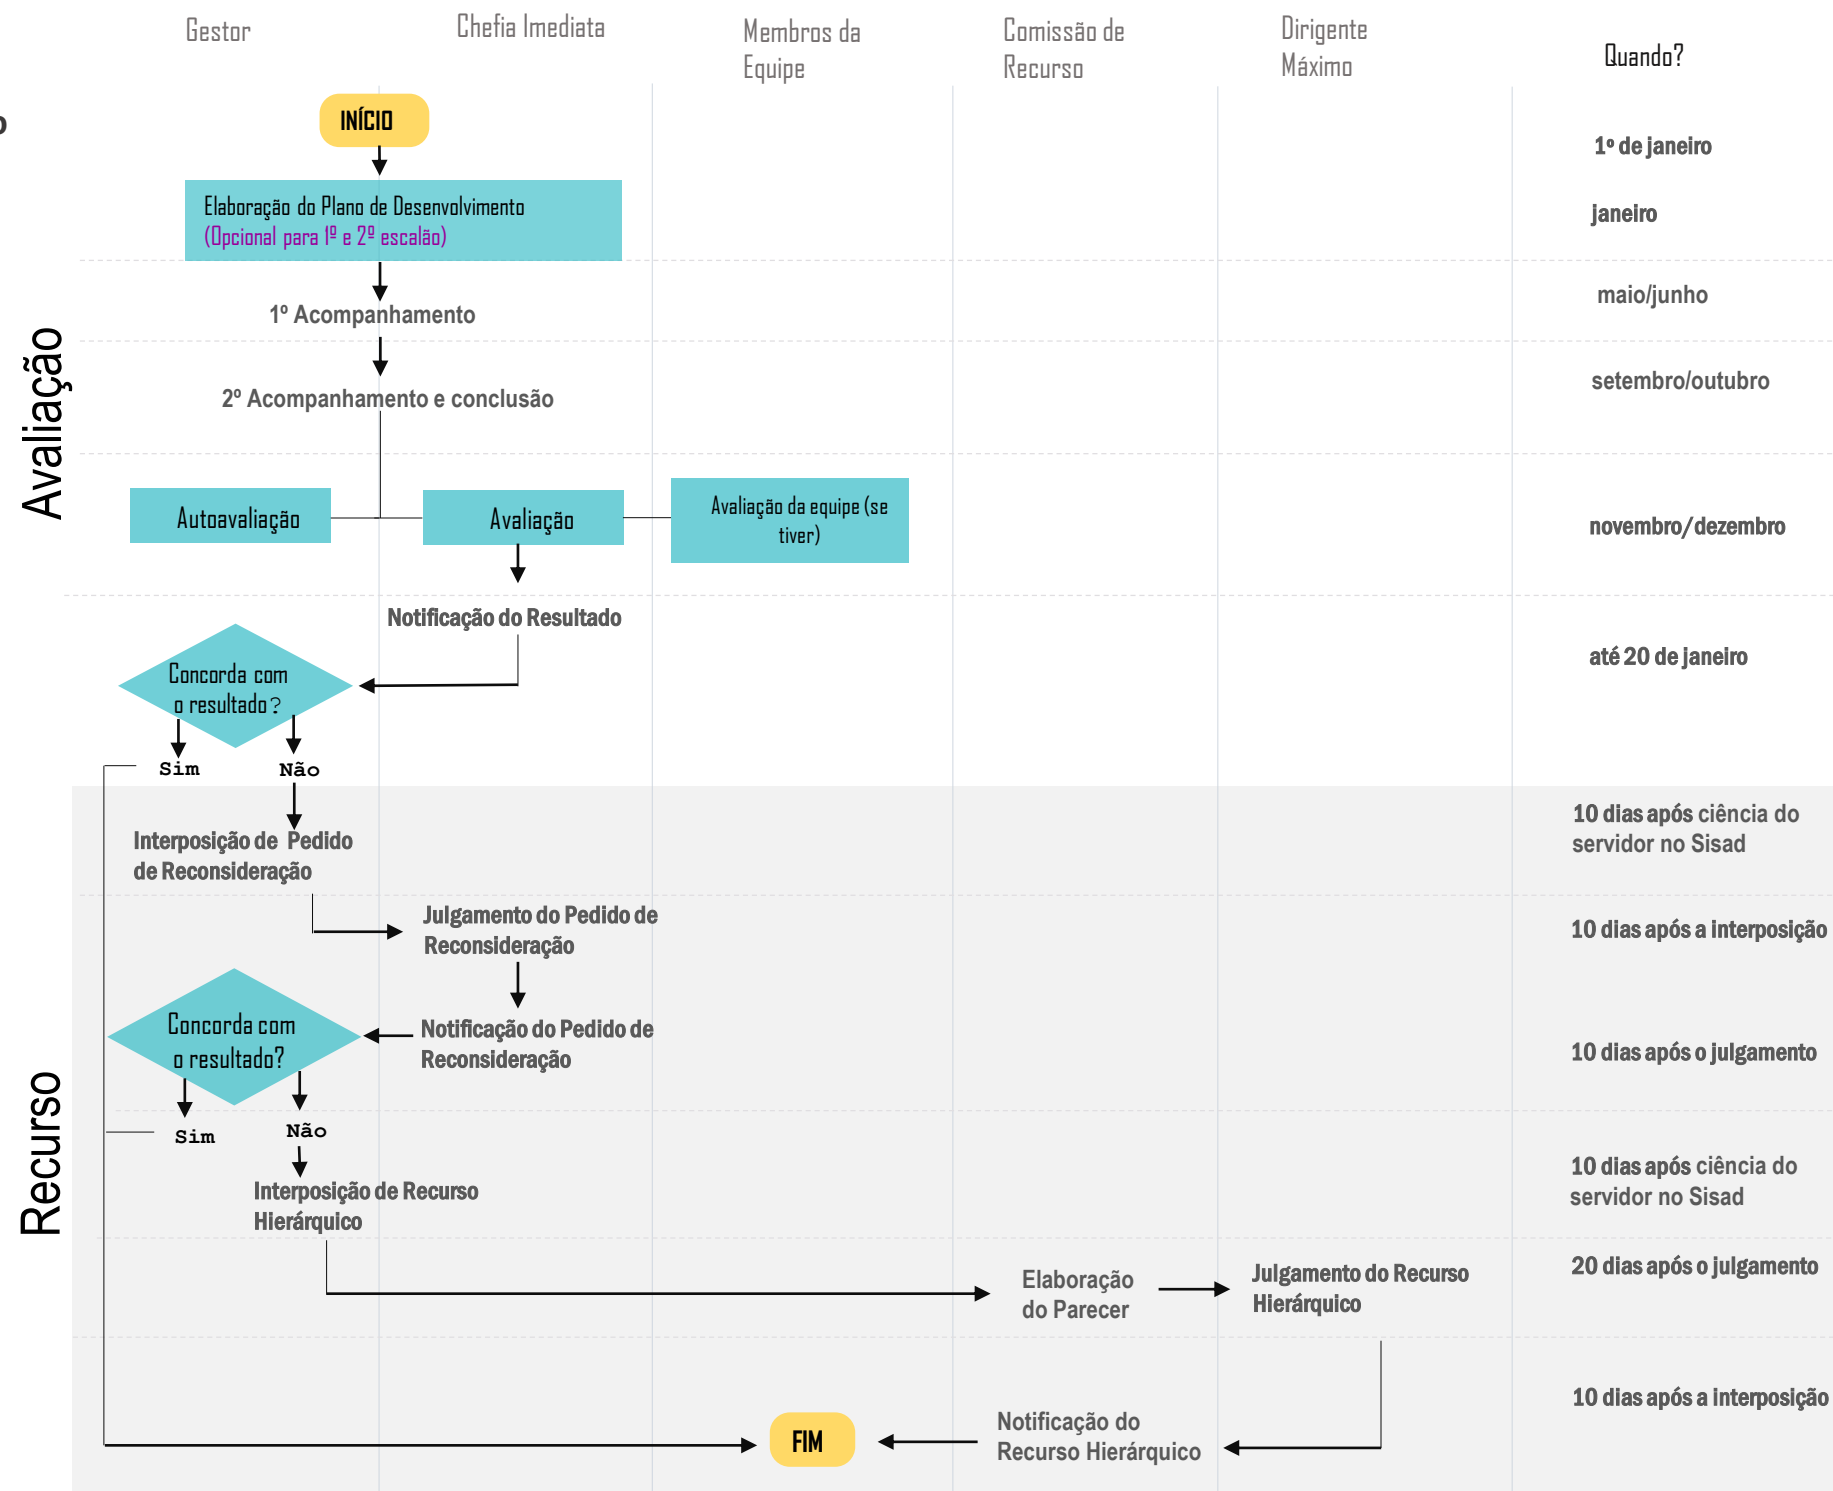 Gestor
Chefia Imediata
Membros da
Equipe
Comissão de
Recurso
Dirigente
Máximo
Quando?
o
INÍCIO
1º de janeiro
Elaboração do Plano de Desenvolvimento
(Opcional para 1º e 2º escalão)
janeiro
1º Acompanhamento
maio/junho
2º Acompanhamento e conclusão
setembro/outubro
Avaliação
Autoavaliação
Avaliação
Avaliação da equipe (se
tiver)
novembro/dezembro
Notificação do Resultado
até 20 de janeiro
Concorda com
o resultado?
Sim
Não
Interposição de Pedido
de Reconsideração
10 dias após ciência do
servidor no Sisad
Julgamento do Pedido de
Reconsideração
10 dias após a interposição
Concorda com
o resultado?
Notificação do Pedido de
Reconsideração
10 dias após o julgamento
Recurso
Sim
Não
Interposição de Recurso
Hierárquico
10 dias após ciência do
servidor no Sisad
Elaboração
do Parecer
Julgamento do Recurso
Hierárquico
20 dias após o julgamento
FIM
Notificação do
Recurso Hierárquico
10 dias após a interposição